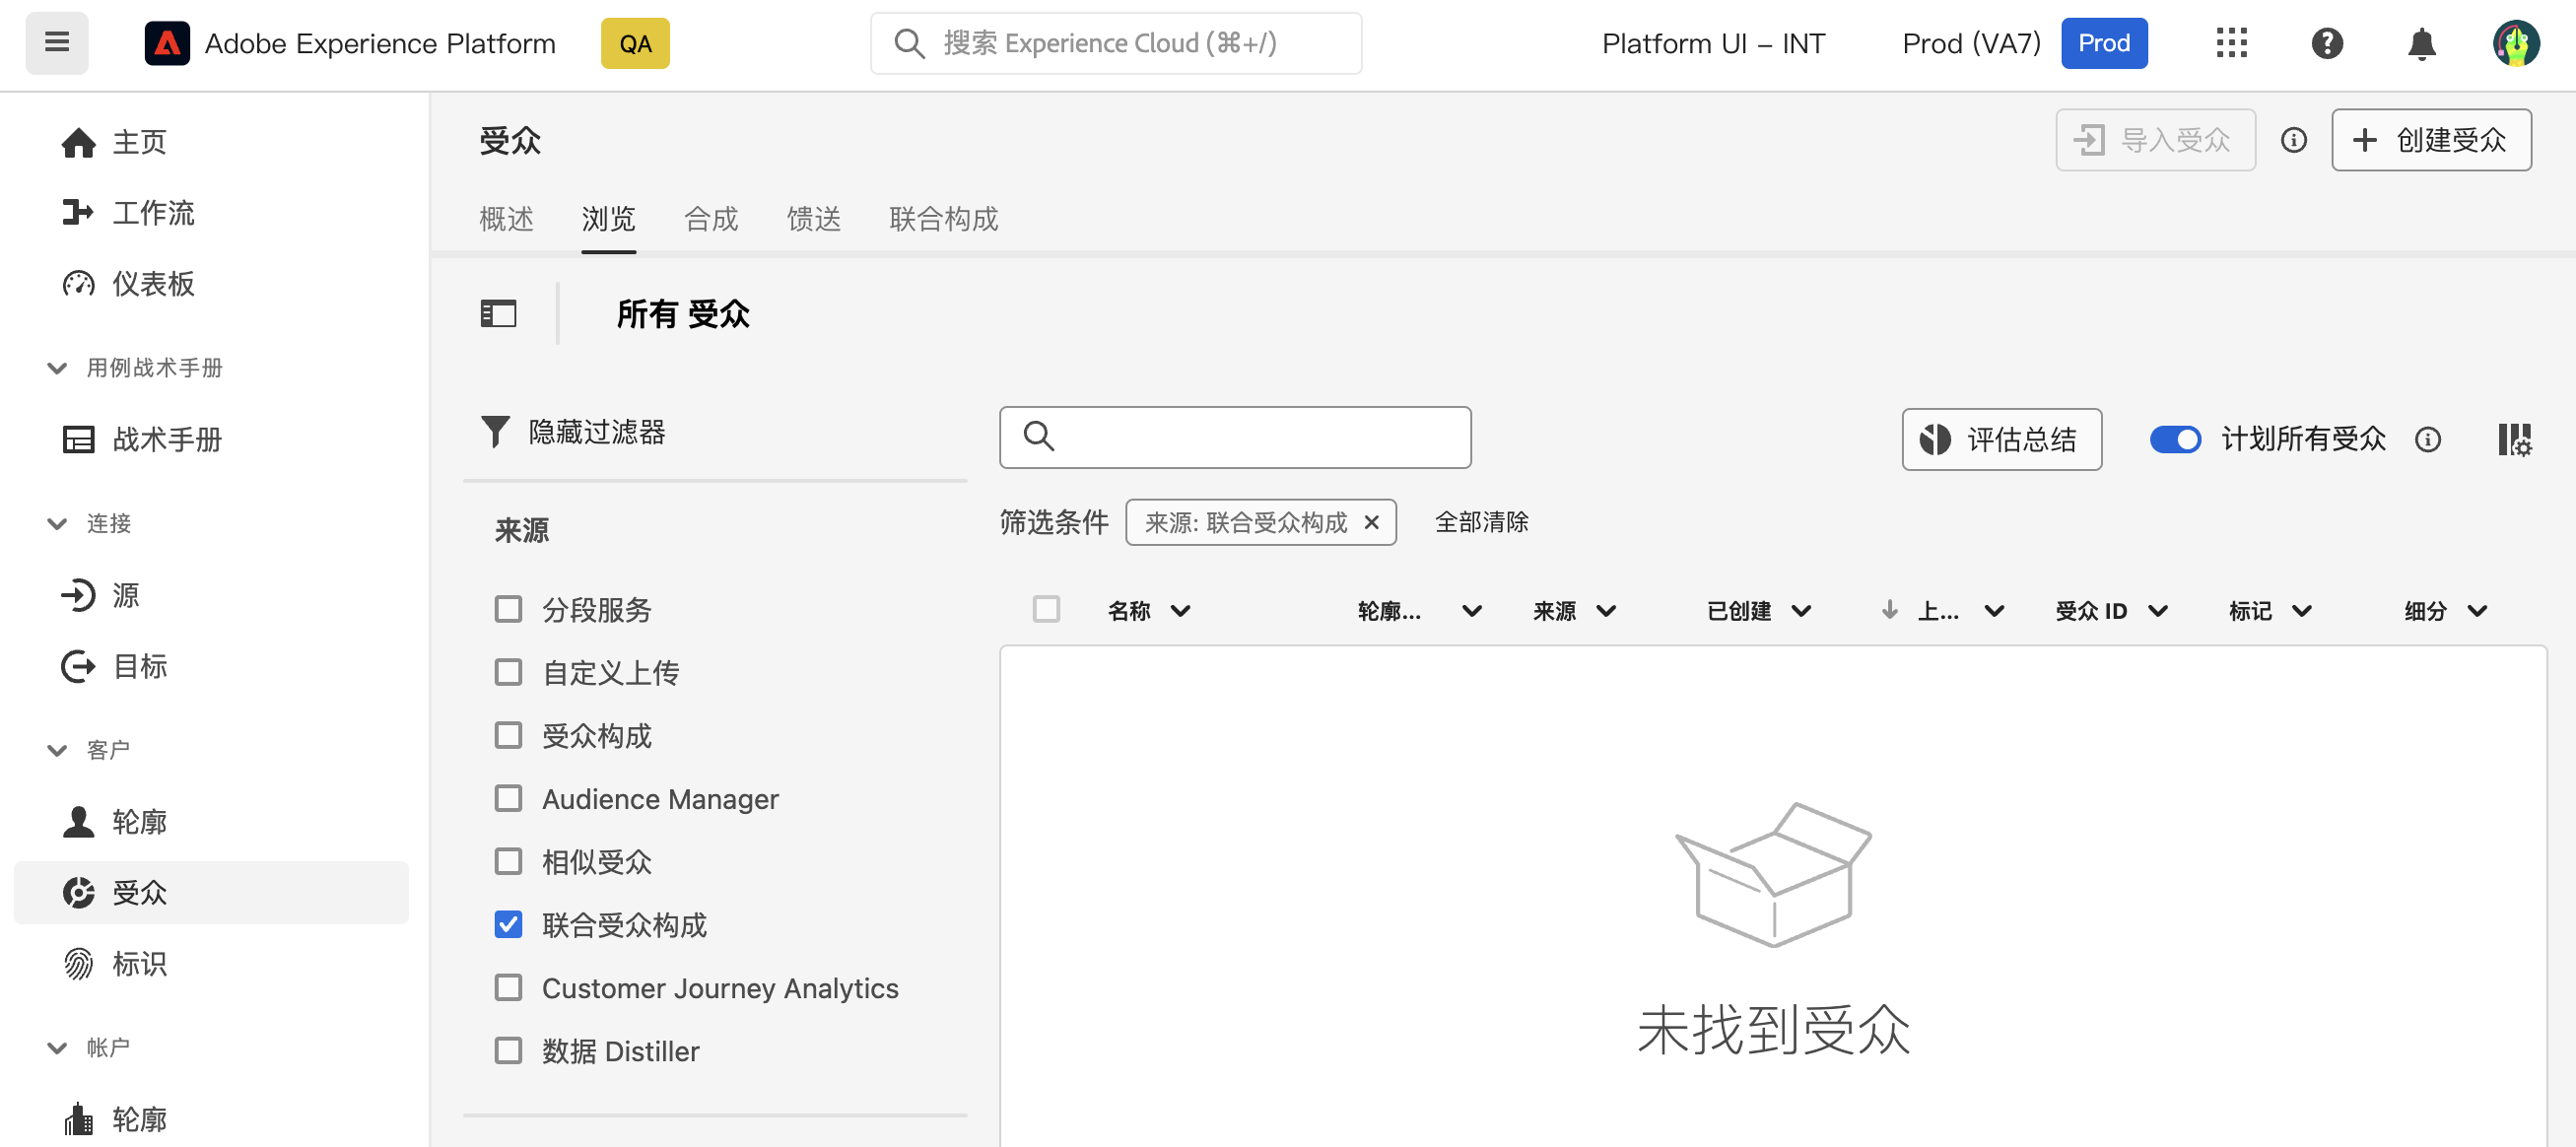 Adobe Experience Platform
QA
搜索 Experience Cloud (⌘+/)
Platform UI – INT
Prod (VA7)
Prod
主页
工作流
仪表板
用例战术手册
战术手册
连接
源
目标
客户
轮廓
受众
标识
帐户
轮廓
受众
导入受众
创建受众
概述 浏览 合成 馈送 联合构成
所有 受众
隐藏过滤器
来源
分段服务
自定义上传
受众构成
Audience Manager
相似受众
联合受众构成
Customer Journey Analytics
数据 Distiller
评估总结
计划所有受众
筛选条件 来源: 联合受众构成 全部清除
名称 轮廓... 来源 已创建 上... 受众 ID 标记 细分
未找到受众